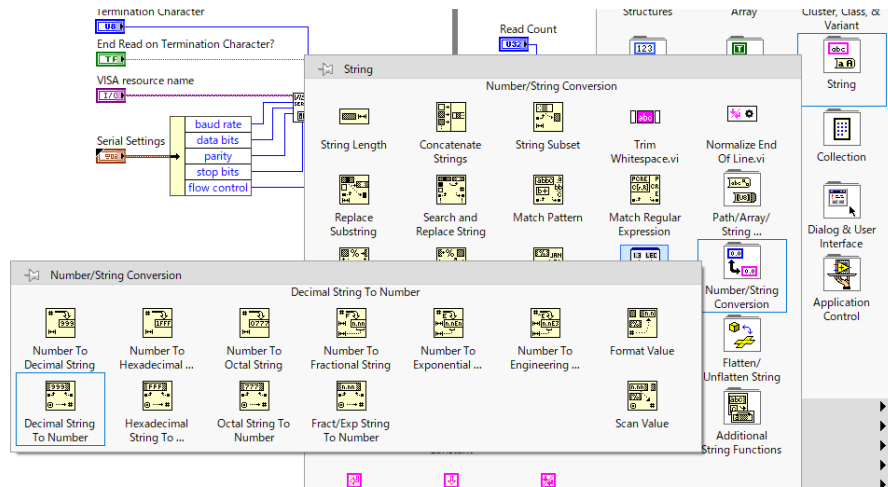 Termination Character
U8
End Read on Termination Character?
TF
VISA resource name
I/O
Serial Settings
baud rate
data bits
parity
stop bits
flow control
Read Count
U32
Structures
Array
Cluster, Class, &
Variant
String
Collection
Dialog & User
Interface
Application
Control
String
Number/String Conversion
String Length
Concatenate
Strings
String Subset
Trim
Whitespace.vi
Normalize End
Of Line.vi
Replace
Substring
Search and
Replace String
Match Pattern
Match Regular
Expression
Path/Array/
String ...
Number/String
Conversion
Flatten/
Unflatten String
Additional
String Functions
Number/String Conversion
Decimal String To Number
Number To
Decimal String
Number To
Hexadecimal ...
Number To
Octal String
Number To
Fractional String
Number To
Exponential ...
Number To
Engineering ...
Format Value
Decimal String
To Number
Hexadecimal
String To ...
Octal String To
Number
Fract/Exp String
To Number
Scan Value